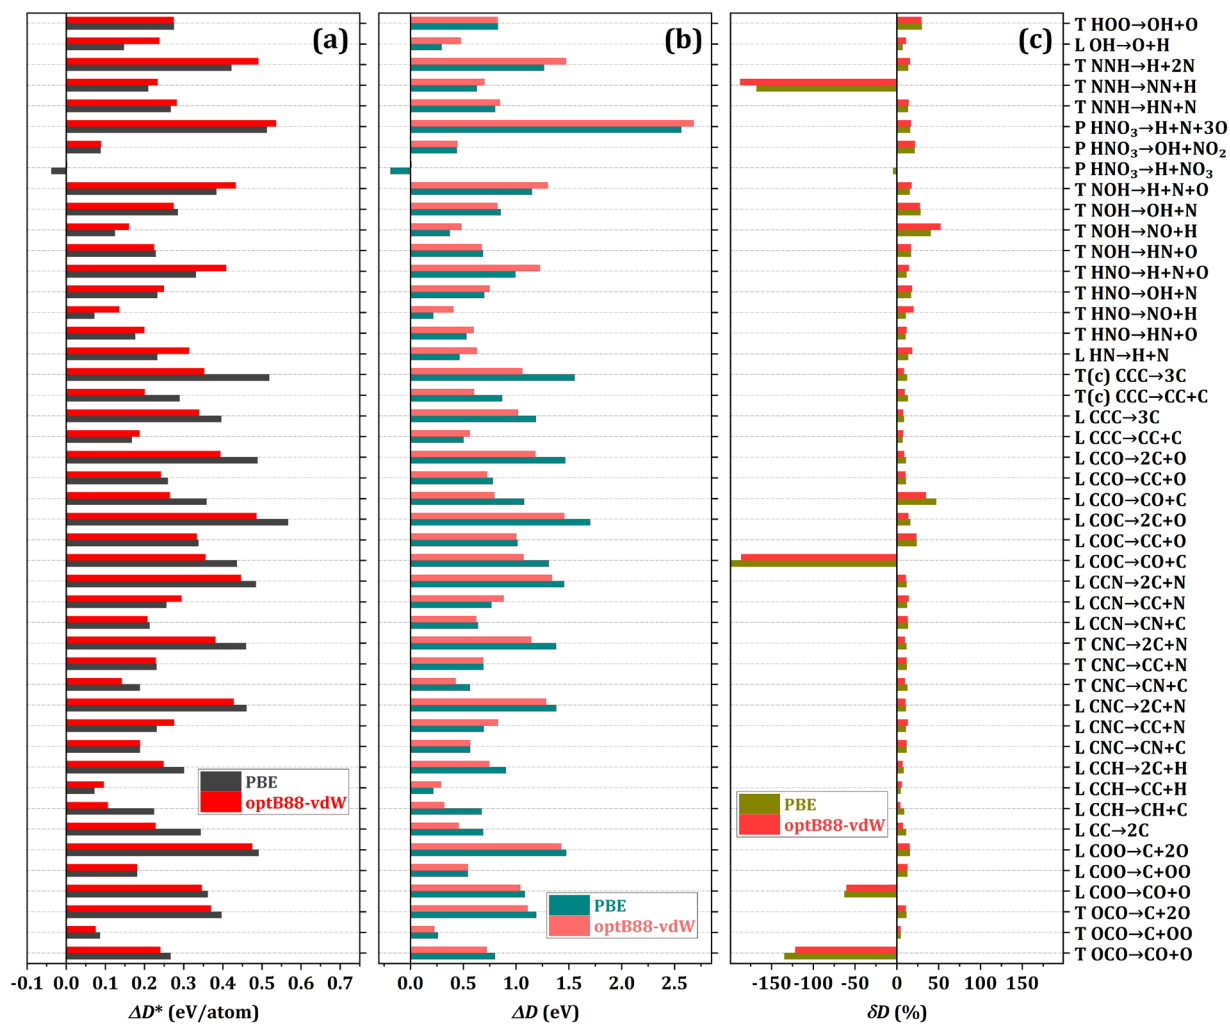 (a)
(b)
(c)
T HOO→OH+O
L OH→O+H
T NNH→H+2N
T NNH→NN+H
T NNH→HN+N
P HNO₃→H+N+3O
P HNO₃→OH+NO₂
P HNO₃→H+NO₃
T NOH→H+N+O
T NOH→OH+N
T NOH→NO+H
T NOH→HN+O
T HNO→H+N+O
T HNO→OH+N
T HNO→NO+H
T HNO→HN+O
L HN→H+N
T(c) CCC→3C
T(c) CCC→CC+C
L CCC→3C
L CCC→CC+C
L CCO→2C+O
L CCO→CC+O
L CCO→CO+C
L COC→2C+O
L COC→CC+O
L COC→CO+C
L CCN→2C+N
L CCN→CC+N
L CCN→CN+C
T CNC→2C+N
T CNC→CC+N
T CNC→CN+C
L CNC→2C+N
L CNC→CC+N
L CNC→CN+C
L CCH→2C+H
L CCH→CC+H
L CCH→CH+C
L CC→2C
L COO→C+2O
L COO→C+OO
L COO→CO+O
T OCO→C+2O
T OCO→C+OO
T OCO→CO+O
PBE
optB88-vdW
PBE
optB88-vdW
PBE
optB88-vdW
-0.1 0.0 0.1 0.2 0.3 0.4 0.5 0.6 0.7
ΔD* (eV/atom)
0.0 0.5 1.0 1.5 2.0 2.5
ΔD (eV)
-150 -100 -50 0 50 100 150
δD (%)